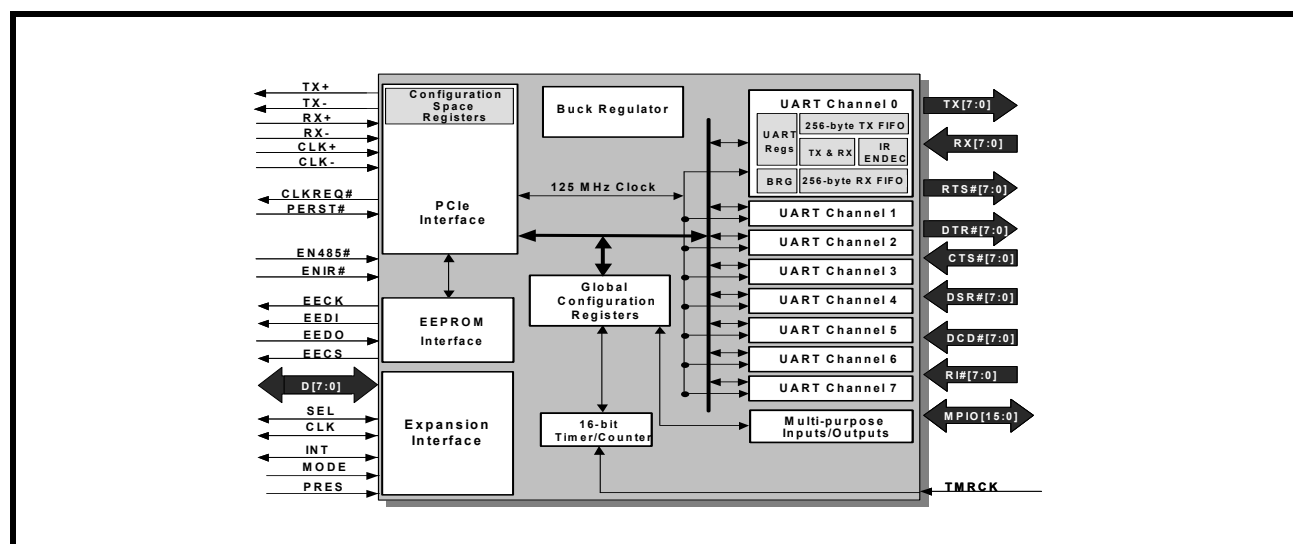 TX+
TX-
RX+
RX-
CLK+
CLK-
CLKREQ#
PERST#
EN485#
ENIR#
EECK
EEDI
EEDO
EECS
D[7:0]
SEL
CLK
INT
MODE
PRES
Configuration
Space
Registers
PCIe
Interface
EEPROM
Interface
Expansion
Interface
Buck Regulator
125 MHz Clock
Global
Configuration
Registers
16-bit
Timer/Counter
UART Channel 0
UART
Regs
256-byte TX FIFO
TX & RX
IR
ENDEC
BRG
256-byte RX FIFO
UART Channel 1
UART Channel 2
UART Channel 3
UART Channel 4
UART Channel 5
UART Channel 6
UART Channel 7
Multi-purpose
Inputs/Outputs
TX[7:0]
RX[7:0]
RTS#[7:0]
DTR#[7:0]
CTS#[7:0]
DSR#[7:0]
DCD#[7:0]
RI#[7:0]
MPIO[15:0]
TMRCK